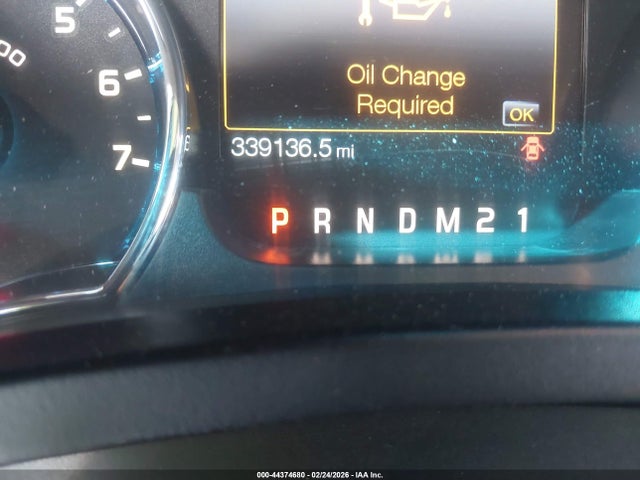 5
6
7
00
Oil Change
Required
OK
339136.5 mi
P R N D M 2 1
000-44374680 - 02/24/2026 - IAA Inc.